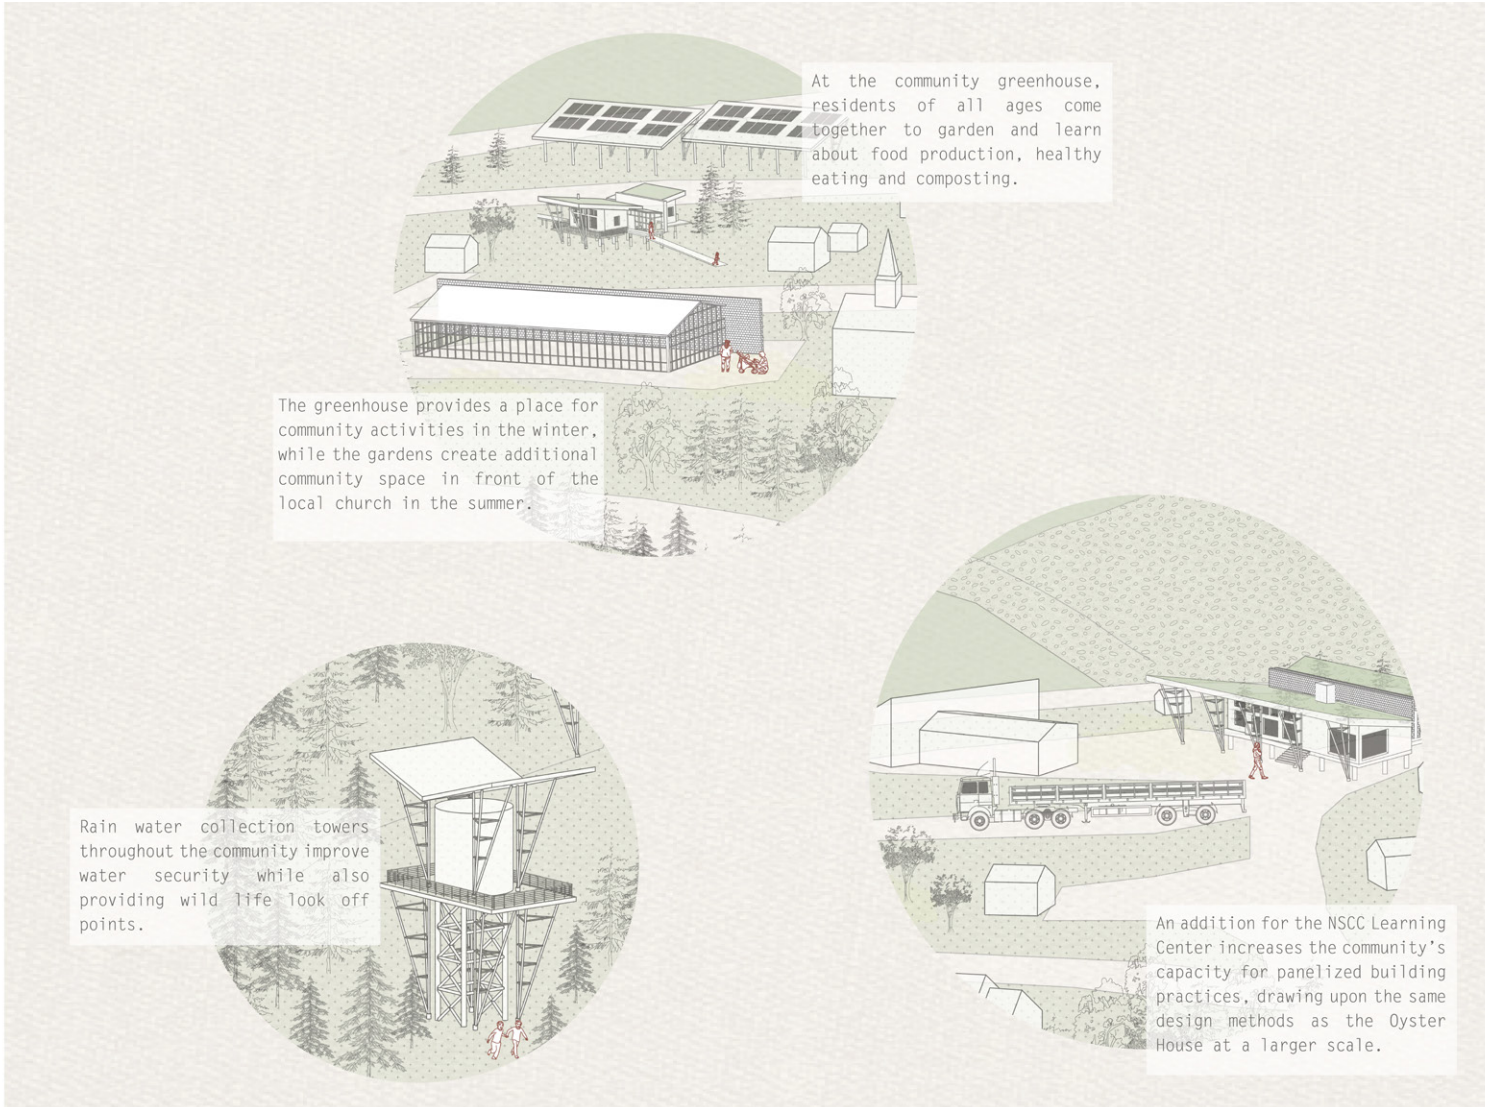 At the community greenhouse,
residents of all ages come
together to garden and learn
about food production, healthy
eating and composting.
The greenhouse provides a place for
community activities in the winter,
while the gardens create additional
community space in front of the
local church in the summer.
Rain water collection towers
throughout the community improve
water security while also
providing wild life look off
points.
An addition for the NSCC Learning
Center increases the community’s
capacity for panelized building
practices, drawing upon the same
design methods as the Oyster
House at a larger scale.